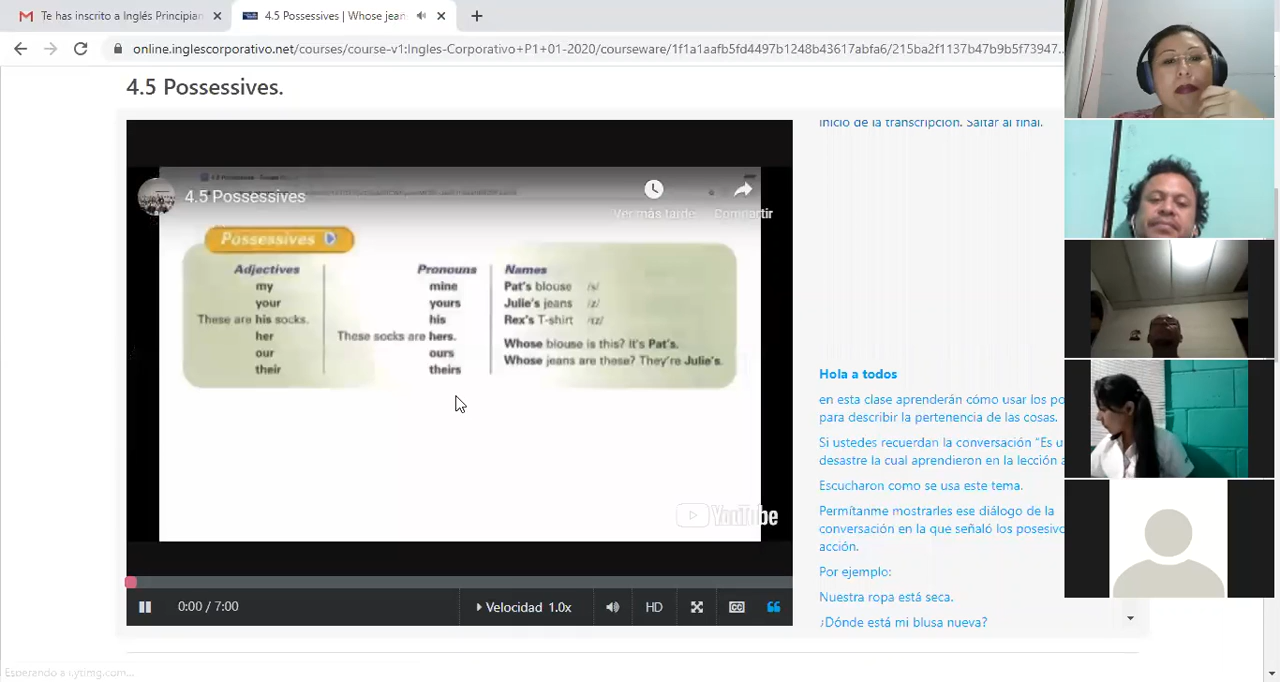 Te has inscrito a Inglés Principian
4.5 Possessives | Whose jean
online.inglescorporativo.net/courses/course-v1:Ingles-Corporativo+P1+01-2020/courseware/1f1a1aafb5fd4497b1248b43617abfa6/215ba2f1137b47b9b5f73947...
4.5 Possessives.
inicio de la transcripción. Saltar al final.
4.5 Possessives
Ver más tarde
Compartir
Possessives
Adjectives
my
your
These are his socks.
her
our
their
Pronouns
mine
yours
his
These socks are hers.
ours
theirs
Names
Pat's blouse /s/
Julie's jeans /z/
Rex's T-shirt /ɪz/
Whose blouse is this? It's Pat's.
Whose jeans are these? They're Julie's.
YouTube
0:00 / 7:00
Velocidad 1.0x
HD
CC
Hola a todos
en esta clase aprenderán cómo usar los po
para describir la pertenencia de las cosas.
Si ustedes recuerdan la conversación "Es u
desastre la cual aprendieron en la lección a
Escucharon como se usa este tema.
Permítanme mostrarles ese diálogo de la
conversación en la que señaló los posesivo
acción.
Por ejemplo:
Nuestra ropa está seca.
¿Dónde está mi blusa nueva?
Esperando a i.ytimg.com...